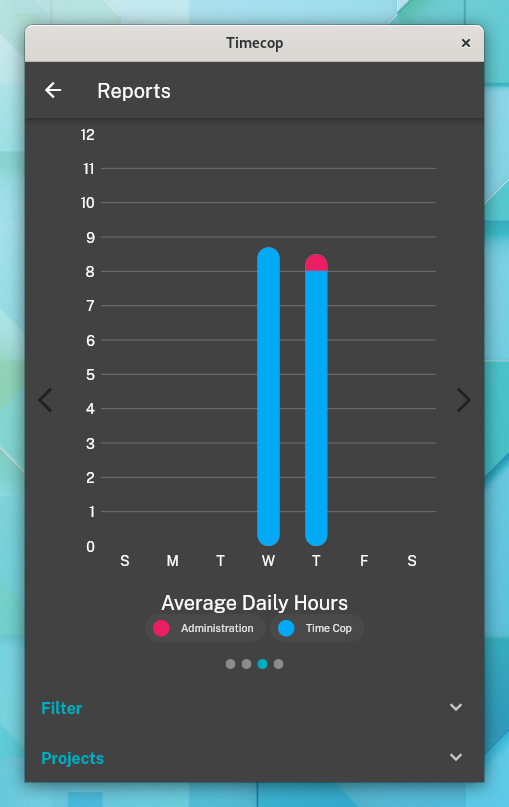 Timecop
Reports
12
11
10
9
8
7
6
5
4
3
2
1
0
S M T W T F S
Average Daily Hours
Administration Time Cop
Filter
Projects